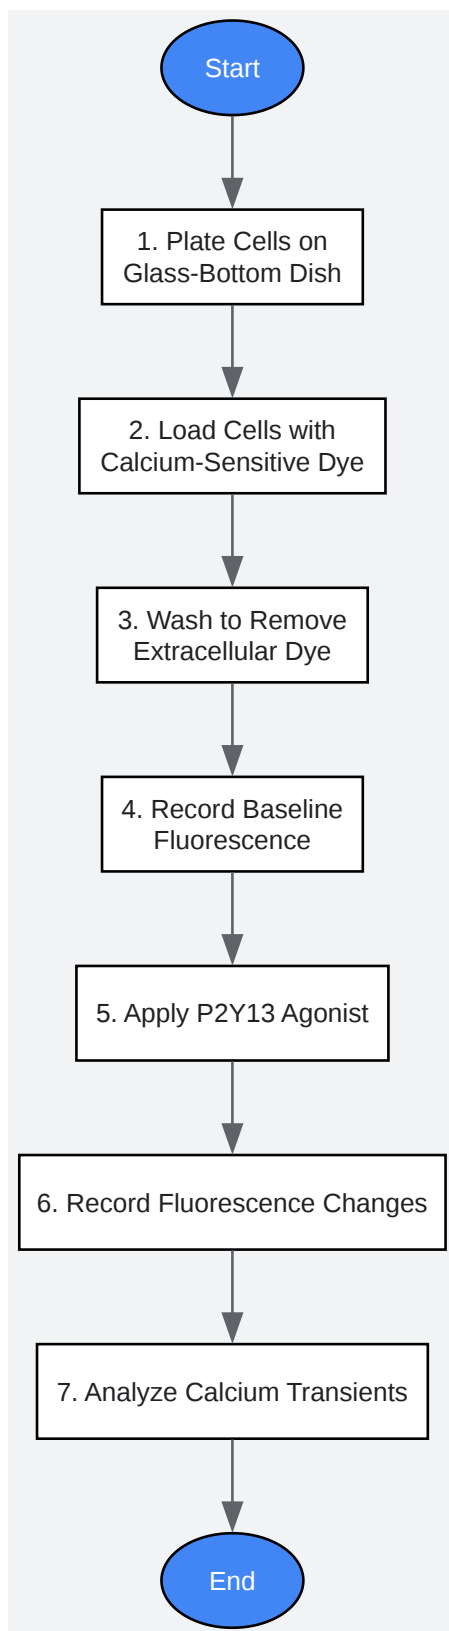 Start
1. Plate Cells on
Glass-Bottom Dish
2. Load Cells with
Calcium-Sensitive Dye
3. Wash to Remove
Extracellular Dye
4. Record Baseline
Fluorescence
5. Apply P2Y13 Agonist
6. Record Fluorescence Changes
7. Analyze Calcium Transients
End